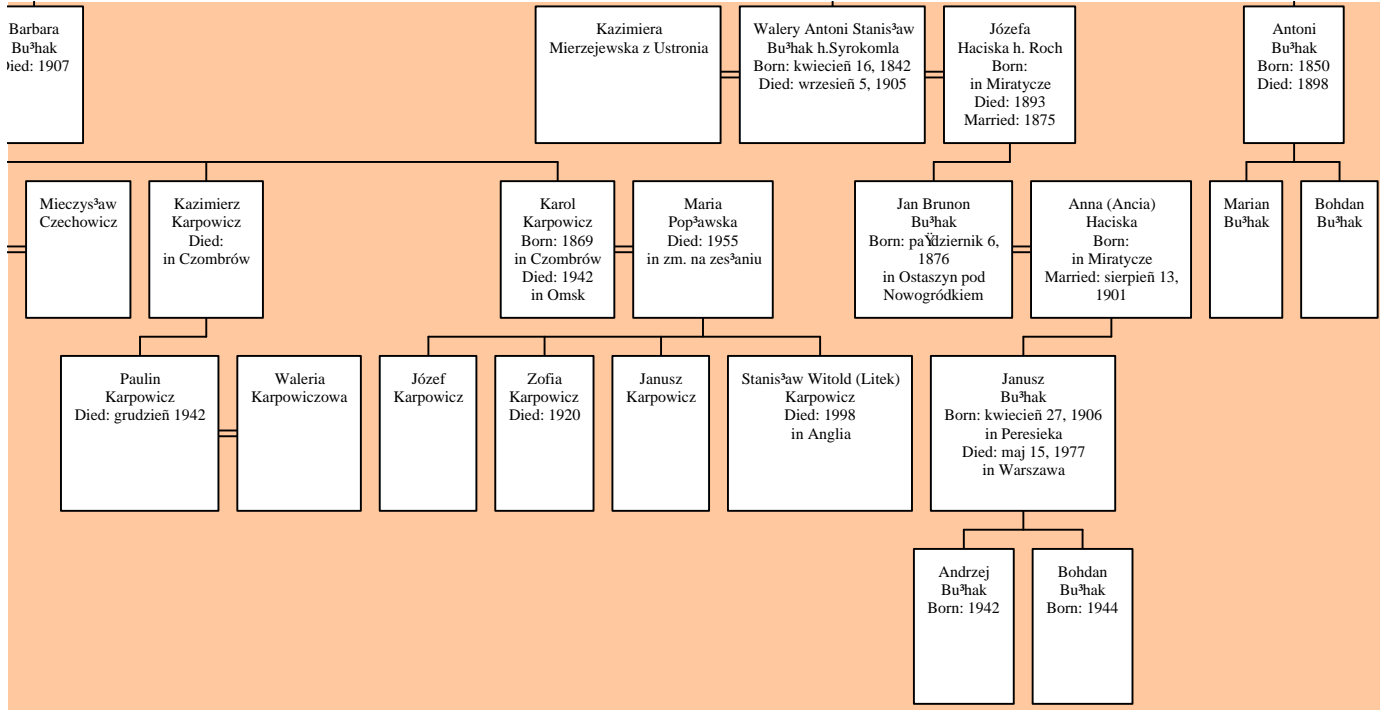 Barbara
Bu³hak
Died: 1907
Kazimiera
Mierzejewska z Ustronia
Walery Antoni Stanis³aw
Bu³hak h.Syrokomla
Born: kwiecieñ 16, 1842
Died: wrzesieñ 5, 1905
Józefa
Haciska h. Roch
Born:
in Miratycze
Died: 1893
Married: 1875
Antoni
Bu³hak
Born: 1850
Died: 1898
Mieczys³aw
Czechowicz
Kazimierz
Karpowicz
Died:
in Czombrów
Karol
Karpowicz
Born: 1869
in Czombrów
Died: 1942
in Omsk
Maria
Pop³awska
Died: 1955
in zm. na zes³aniu
Jan Brunon
Bu³hak
Born: paŸdziernik 6,
1876
in Ostaszyn pod
Nowogródkiem
Anna (Ancia)
Haciska
Born:
in Miratycze
Married: sierpieñ 13,
1901
Marian
Bu³hak
Bohdan
Bu³hak
Paulin
Karpowicz
Died: grudzieñ 1942
Waleria
Karpowiczowa
Józef
Karpowicz
Zofia
Karpowicz
Died: 1920
Janusz
Karpowicz
Stanis³aw Witold (Litek)
Karpowicz
Died: 1998
in Anglia
Janusz
Bu³hak
Born: kwiecieñ 27, 1906
in Peresieka
Died: maj 15, 1977
in Warszawa
Andrzej
Bu³hak
Born: 1942
Bohdan
Bu³hak
Born: 1944